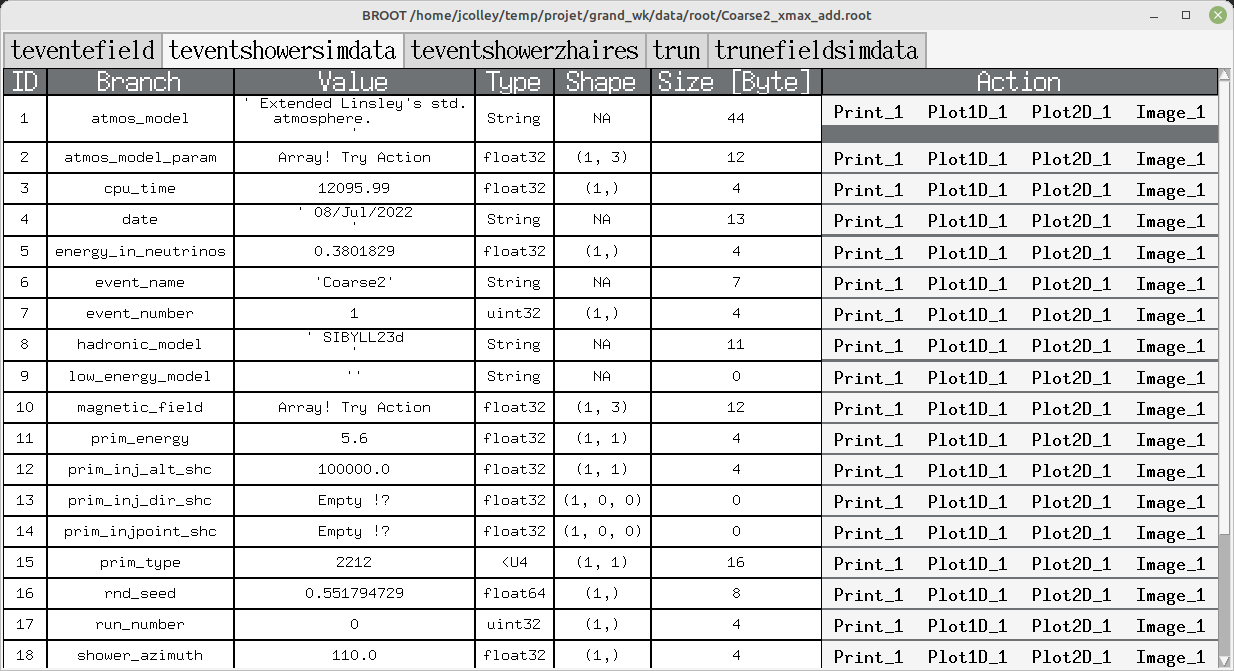 BROOT /home/jcolley/temp/projet/grand_wk/data/root/Coarse2_xmax_add.root
teventefield teventshowersimdata teventshowerzhaires trun trunefieldsimdata
ID Branch Value Type Shape Size [Byte] Action
1 atmos_model ' Extended Linsley's std. atmosphere. ' String NA 44 Print_1 Plot1D_1 Plot2D_1 Image_1
2 atmos_model_param Array! Try Action float32 (1, 3) 12 Print_1 Plot1D_1 Plot2D_1 Image_1
3 cpu_time 12095.99 float32 (1,) 4 Print_1 Plot1D_1 Plot2D_1 Image_1
4 date ' 08/Jul/2022 ' String NA 13 Print_1 Plot1D_1 Plot2D_1 Image_1
5 energy_in_neutrinos 0.3801829 float32 (1,) 4 Print_1 Plot1D_1 Plot2D_1 Image_1
6 event_name 'Coarse2' String NA 7 Print_1 Plot1D_1 Plot2D_1 Image_1
7 event_number 1 uint32 (1,) 4 Print_1 Plot1D_1 Plot2D_1 Image_1
8 hadronic_model ' SIBYLL23d ' String NA 11 Print_1 Plot1D_1 Plot2D_1 Image_1
9 low_energy_model '' String NA 0 Print_1 Plot1D_1 Plot2D_1 Image_1
10 magnetic_field Array! Try Action float32 (1, 3) 12 Print_1 Plot1D_1 Plot2D_1 Image_1
11 prim_energy 5.6 float32 (1, 1) 4 Print_1 Plot1D_1 Plot2D_1 Image_1
12 prim_inj_alt_shc 100000.0 float32 (1, 1) 4 Print_1 Plot1D_1 Plot2D_1 Image_1
13 prim_inj_dir_shc Empty !? float32 (1, 0, 0) 0 Print_1 Plot1D_1 Plot2D_1 Image_1
14 prim_injpoint_shc Empty !? float32 (1, 0, 0) 0 Print_1 Plot1D_1 Plot2D_1 Image_1
15 prim_type 2212 <U4 (1, 1) 16 Print_1 Plot1D_1 Plot2D_1 Image_1
16 rnd_seed 0.551794729 float64 (1,) 8 Print_1 Plot1D_1 Plot2D_1 Image_1
17 run_number 0 uint32 (1,) 4 Print_1 Plot1D_1 Plot2D_1 Image_1
18 shower_azimuth 110.0 float32 (1,) 4 Print_1 Plot1D_1 Plot2D_1 Image_1